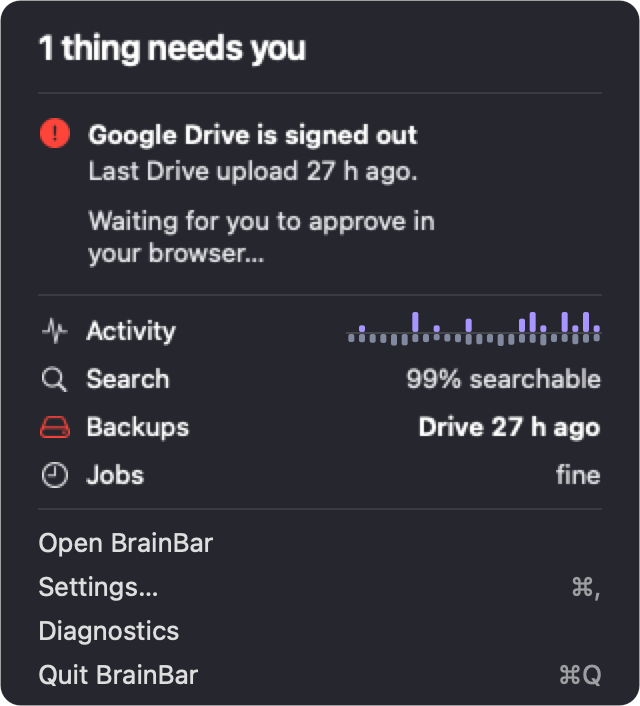 1 thing needs you
Google Drive is signed out
Last Drive upload 27 h ago.
Waiting for you to approve in
your browser...
Activity
Search 99% searchable
Backups Drive 27 h ago
Jobs fine
Open BrainBar
Settings... ⌘,
Diagnostics
Quit BrainBar ⌘Q